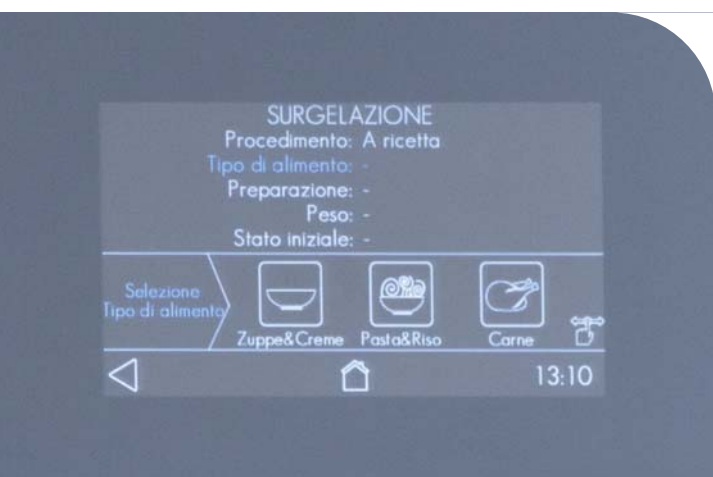 SURGELAZIONE
Procedimento: A ricetta
Tipo di alimento: -
Preparazione: -
Peso: -
Stato iniziale: -
Selezione
Tipo di alimento
Zuppe&Creme
Pasta&Riso
Carne
13:10